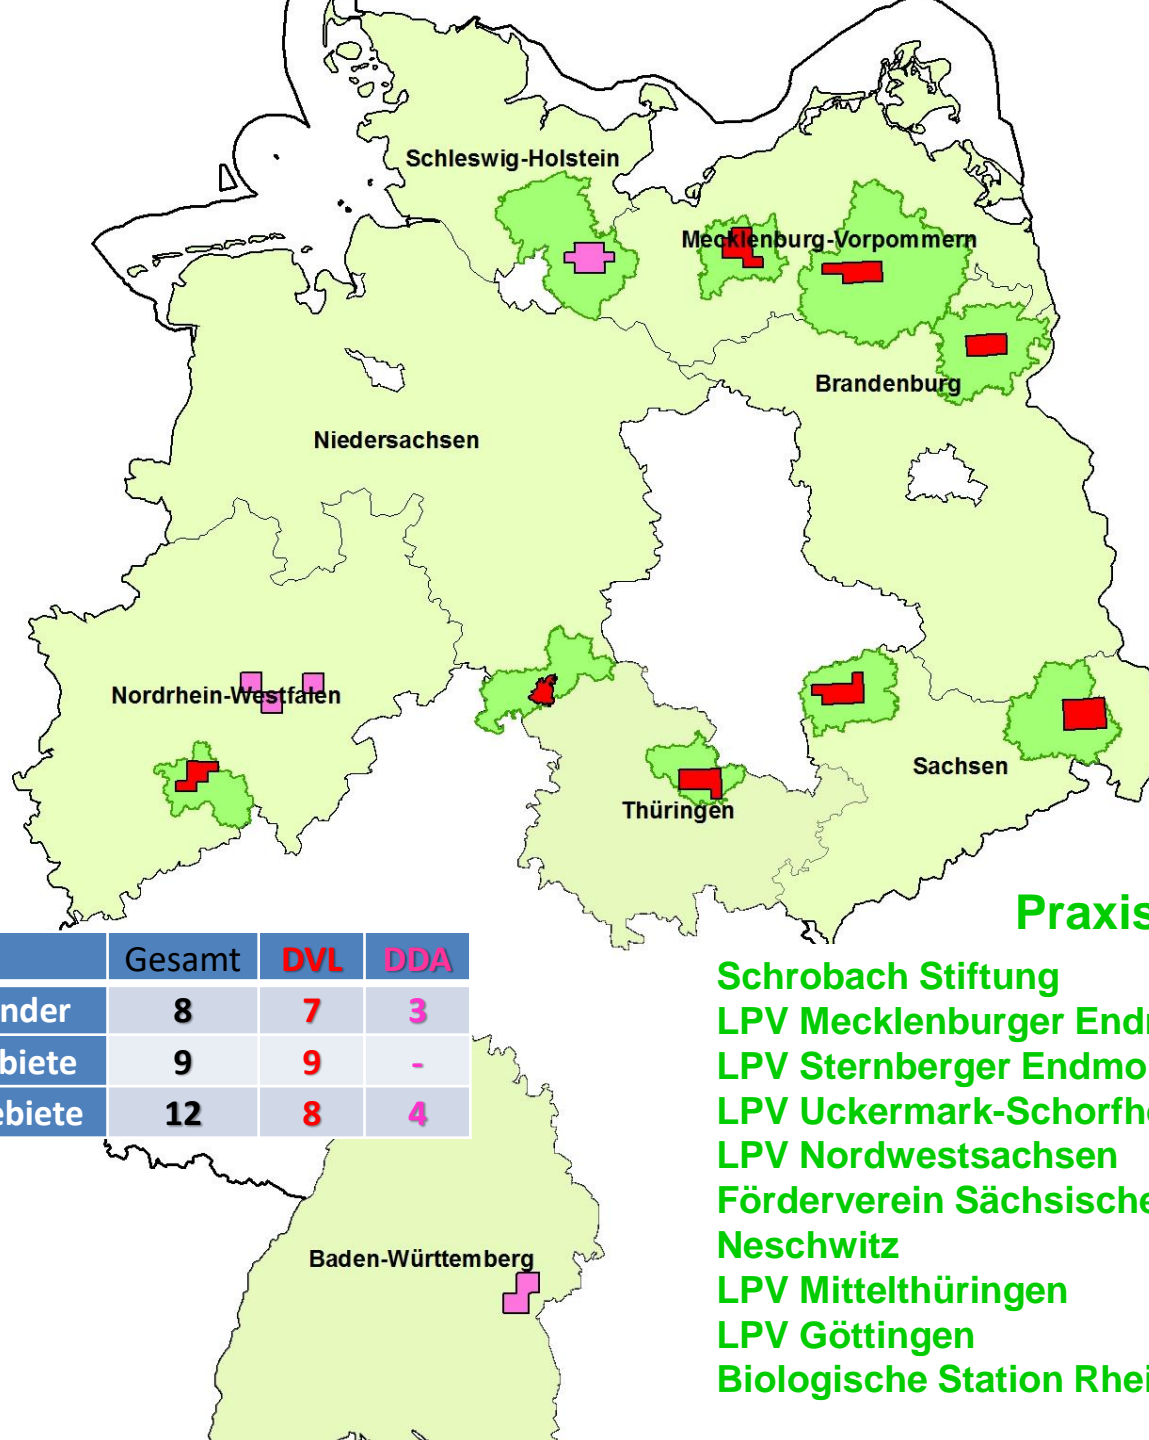 Schleswig-Holstein
Mecklenburg-Vorpommern
Brandenburg
Niedersachsen
Nordrhein-Westfalen
Sachsen
Thüringen
Gesamt DVL DDA
nder 8 7 3
biete 9 9 -
ebiete 12 8 4
Baden-Württemberg
Praxis
Schrobach Stiftung
LPV Mecklenburger End
LPV Sternberger Endmo
LPV Uckermark-Schorfh
LPV Nordwestsachsen
Förderverein Sächsische
Neschwitz
LPV Mittelthüringen
LPV Göttingen
Biologische Station Rhei